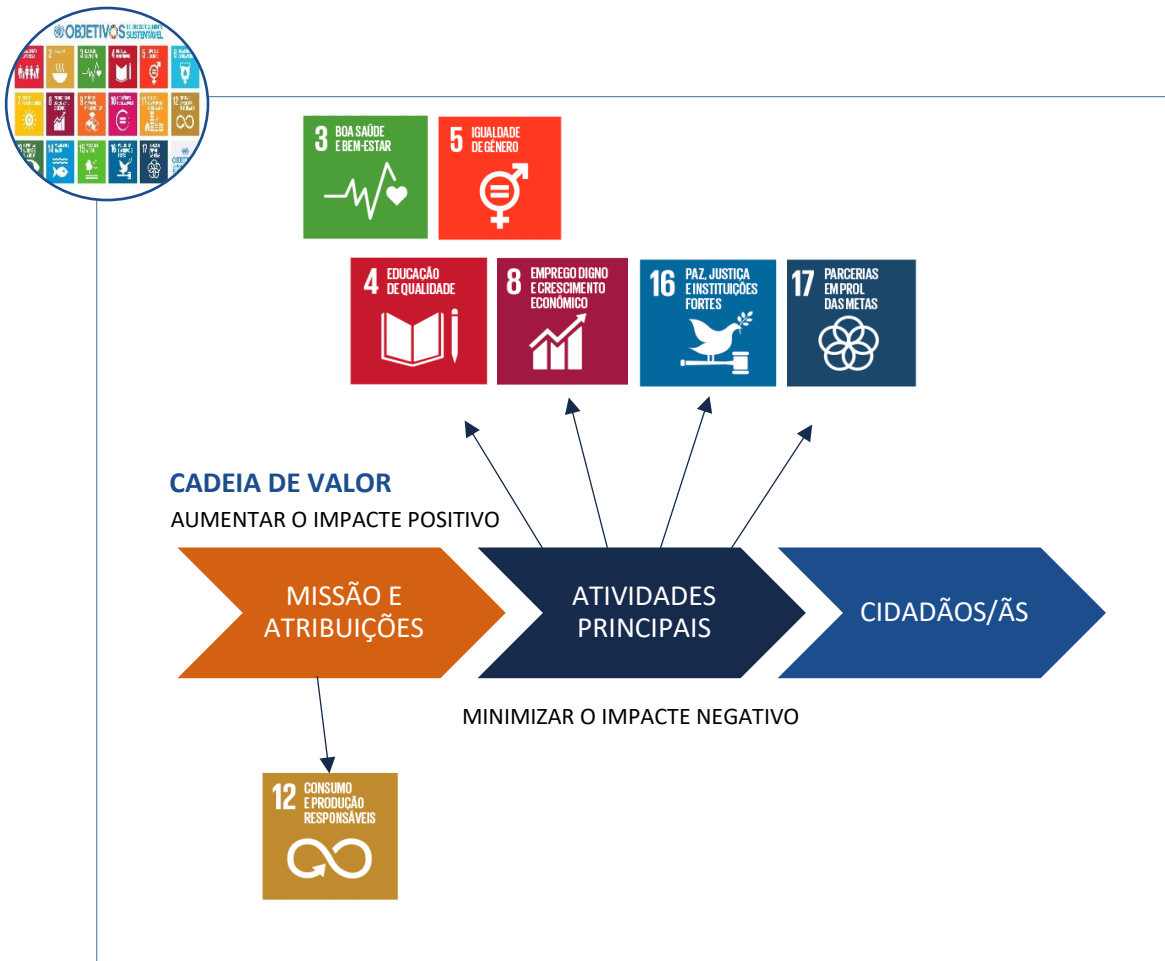 OBJETIVOS
SUSTENTÁVEL
3 BOA SAÚDE
E BEM-ESTAR
5 IGUALDADE
DE GÊNERO
4 EDUCAÇÃO
DE QUALIDADE
8 EMPREGO DIGNO
E CRESCIMENTO
ECONÔMICO
16 PAZ, JUSTIÇA
E INSTITUIÇÕES
FORTES
17 PARCERIAS
EM PROL
DAS METAS
CADEIA DE VALOR
AUMENTAR O IMPACTE POSITIVO
MISSÃO E
ATRIBUIÇÕES
ATIVIDADES
PRINCIPAIS
CIDADÃOS/ÃS
MINIMIZAR O IMPACTE NEGATIVO
12 CONSUMO
E PRODUÇÃO
RESPONSÁVEIS